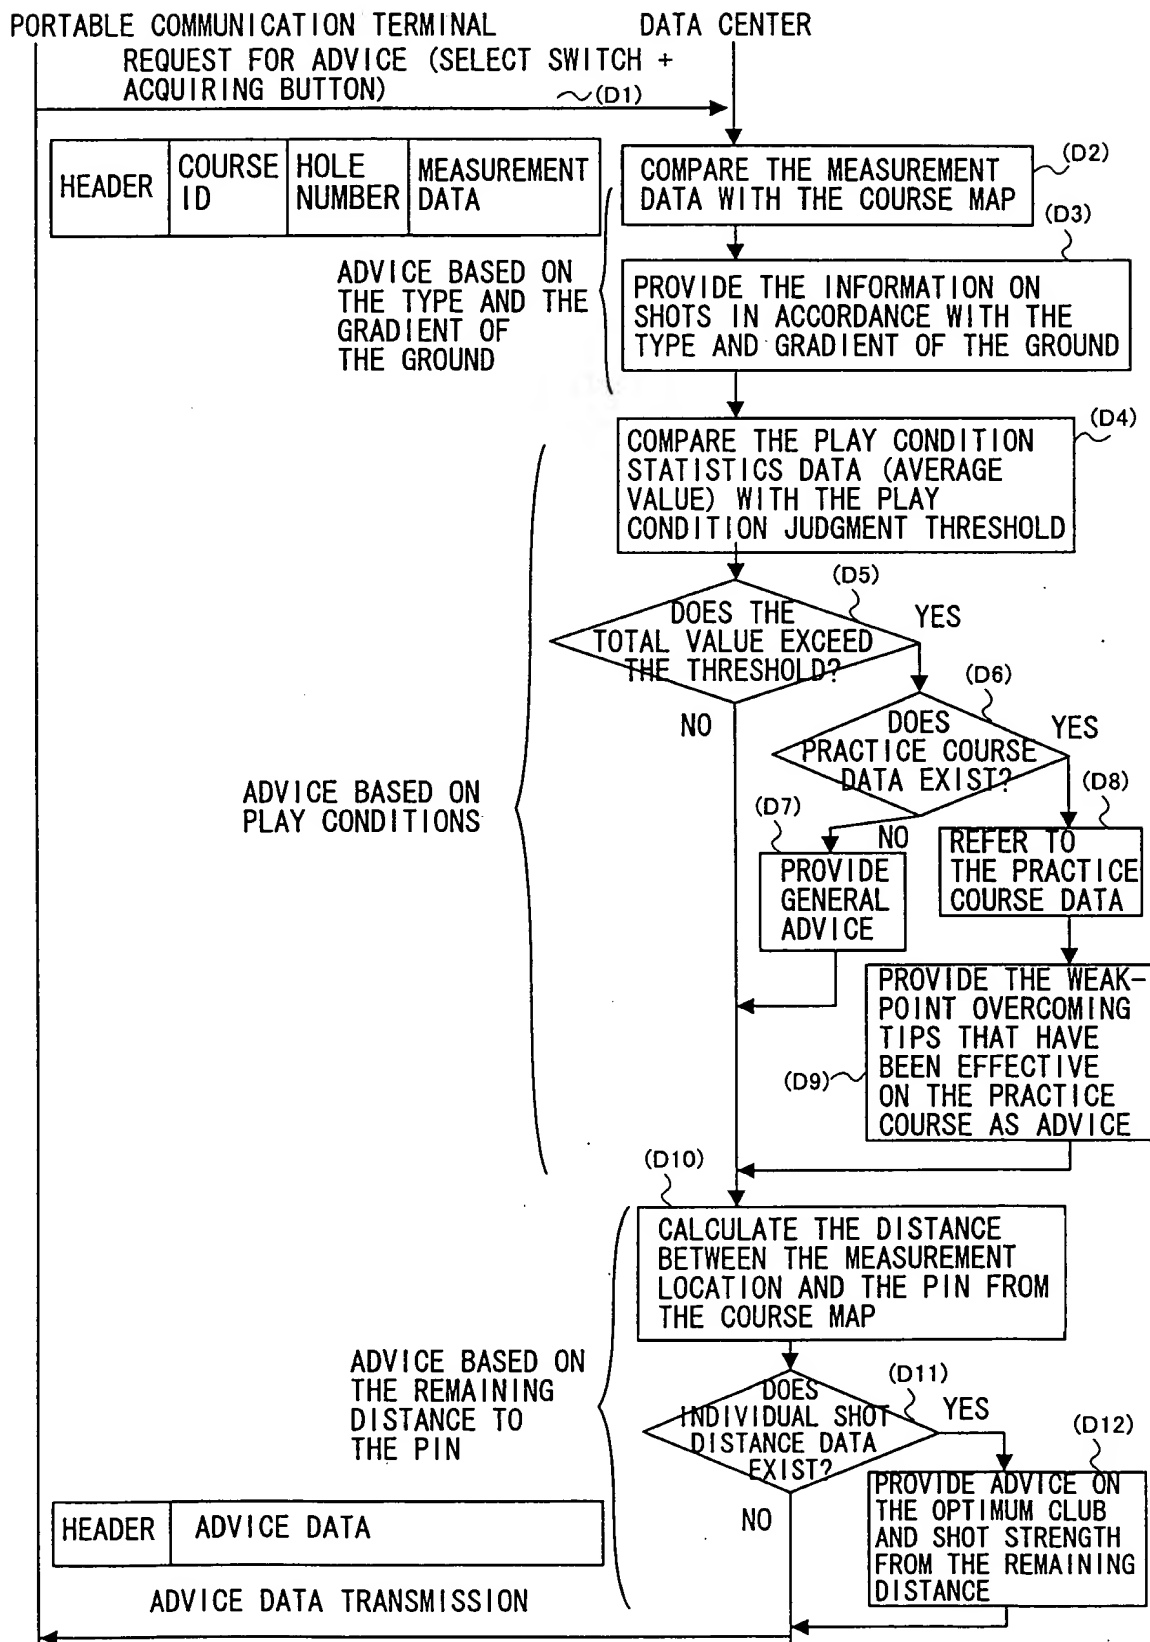 PORTABLE COMMUNICATION TERMINAL
DATA CENTER
REQUEST FOR ADVICE (SELECT SWITCH +
ACQUIRING BUTTON)
(D1)
HEADER
COURSE
ID
HOLE
NUMBER
MEASUREMENT
DATA
(D2)
COMPARE THE MEASUREMENT
DATA WITH THE COURSE MAP
(D3)
ADVICE BASED ON
THE TYPE AND THE
GRADIENT OF
THE GROUND
PROVIDE THE INFORMATION ON
SHOTS IN ACCORDANCE WITH THE
TYPE AND GRADIENT OF THE GROUND
(D4)
COMPARE THE PLAY CONDITION
STATISTICS DATA (AVERAGE
VALUE) WITH THE PLAY
CONDITION JUDGMENT THRESHOLD
(D5)
DOES THE
TOTAL VALUE EXCEED
THE THRESHOLD?
YES
NO
(D6)
DOES
PRACTICE COURSE
DATA EXIST?
YES
NO
ADVICE BASED ON
PLAY CONDITIONS
(D7)
PROVIDE
GENERAL
ADVICE
(D8)
REFER TO
THE PRACTICE
COURSE DATA
(D9)
PROVIDE THE WEAK-
POINT OVERCOMING
TIPS THAT HAVE
BEEN EFFECTIVE
ON THE PRACTICE
COURSE AS ADVICE
(D10)
CALCULATE THE DISTANCE
BETWEEN THE MEASUREMENT
LOCATION AND THE PIN FROM
THE COURSE MAP
ADVICE BASED ON
THE REMAINING
DISTANCE TO
THE PIN
(D11)
DOES
INDIVIDUAL SHOT
DISTANCE DATA
EXIST?
YES
NO
(D12)
PROVIDE ADVICE ON
THE OPTIMUM CLUB
AND SHOT STRENGTH
FROM THE REMAINING
DISTANCE
HEADER
ADVICE DATA
ADVICE DATA TRANSMISSION